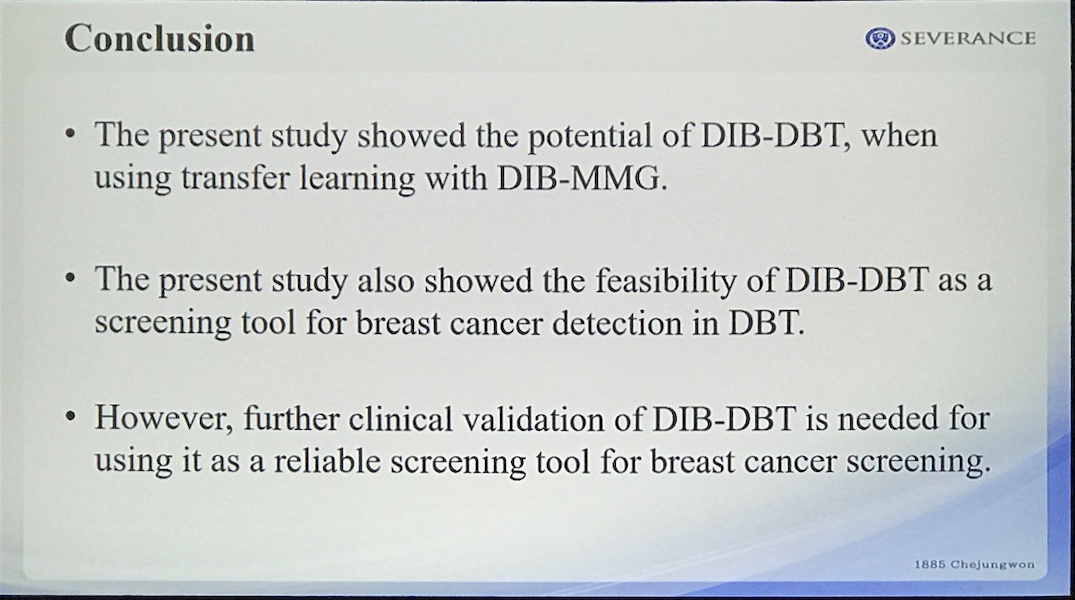 Conclusion
SEVERANCE
• The present study showed the potential of DIB-DBT, when
using transfer learning with DIB-MMG.
• The present study also showed the feasibility of DIB-DBT as a
screening tool for breast cancer detection in DBT.
• However, further clinical validation of DIB-DBT is needed for
using it as a reliable screening tool for breast cancer screening.
1885 Chejungwon